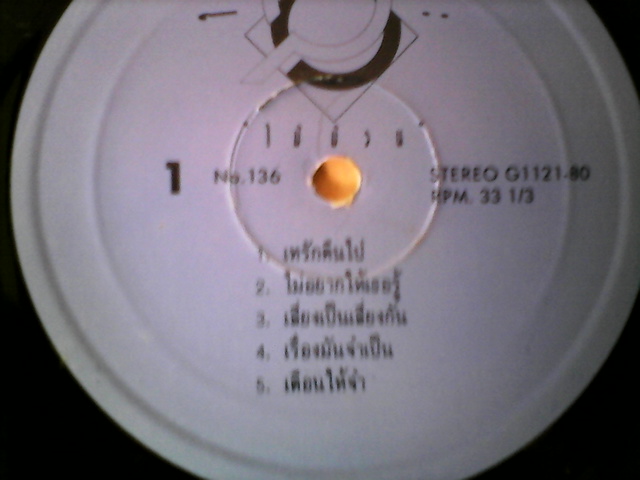 1
No.136
STEREO G1121-80
RPM. 33 1/3
1. เทรักคืนไป
2. ไม่อยากให้เธอรู้
3. เสี่ยงเป็นเสี่ยงกัน
4. เรื่องมันจำเป็น
5. เตือนให้จำ